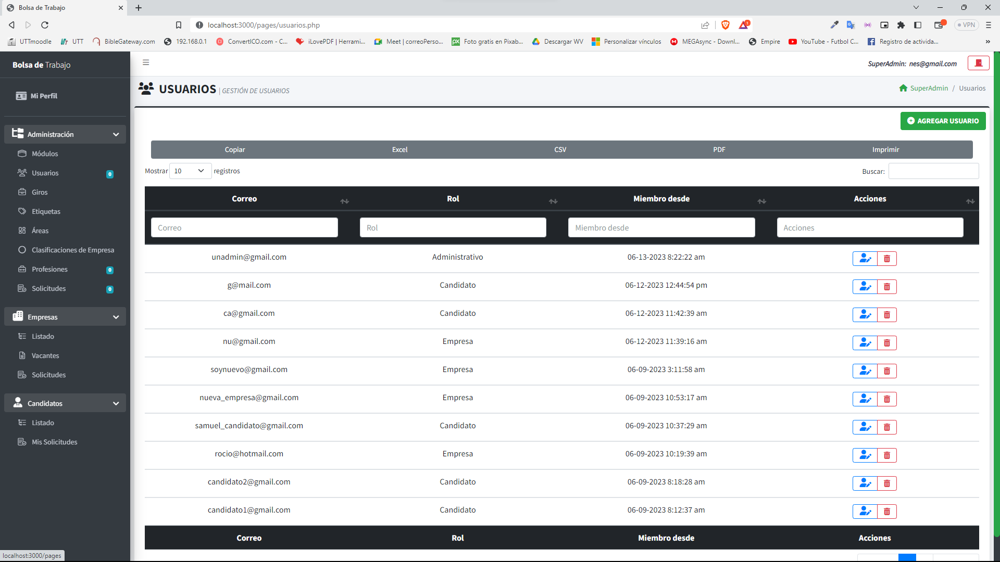 Bolsa de Trabajo
localhost:3000/pages/usuarios.php
1
VPN
UTTmoodle
UTT
BibleGateway.com
192.168.0.1
ConvertICO.com - C...
iLovePDF | Herrami...
Meet | correoPerso...
Foto gratis en Pixab...
Descargar WV
Personalizar vínculos
MEGAsync - Downl...
Empire
YouTube - Futbol C...
Registro de activida...
»
Bolsa de Trabajo
SuperAdmin: nes@gmail.com
Mi Perfil
USUARIOS | GESTIÓN DE USUARIOS
SuperAdmin / Usuarios
AGREGAR USUARIO
Administración
Módulos
Usuarios 0
Giros
Etiquetas
Áreas
Clasificaciones de Empresa
Profesiones 0
Solicitudes 0
Empresas
Listado
Vacantes
Solicitudes
Candidatos
Listado
Mis Solicitudes
Copiar Excel CSV PDF Imprimir
Mostrar 10 registros
Buscar:
Correo Rol Miembro desde Acciones
Correo Rol Miembro desde Acciones
unadmin@gmail.com Administrativo 06-13-2023 8:22:22 am
g@mail.com Candidato 06-12-2023 12:44:54 pm
ca@gmail.com Candidato 06-12-2023 11:42:39 am
nu@gmail.com Empresa 06-12-2023 11:39:16 am
soynuevo@gmail.com Empresa 06-09-2023 3:11:58 am
nueva_empresa@gmail.com Empresa 06-09-2023 10:53:17 am
samuel_candidato@gmail.com Candidato 06-09-2023 10:37:29 am
rocio@hotmail.com Empresa 06-09-2023 10:19:39 am
candidato2@gmail.com Candidato 06-09-2023 8:18:28 am
candidato1@gmail.com Candidato 06-09-2023 8:12:37 am
Correo Rol Miembro desde Acciones
localhost:3000/pages